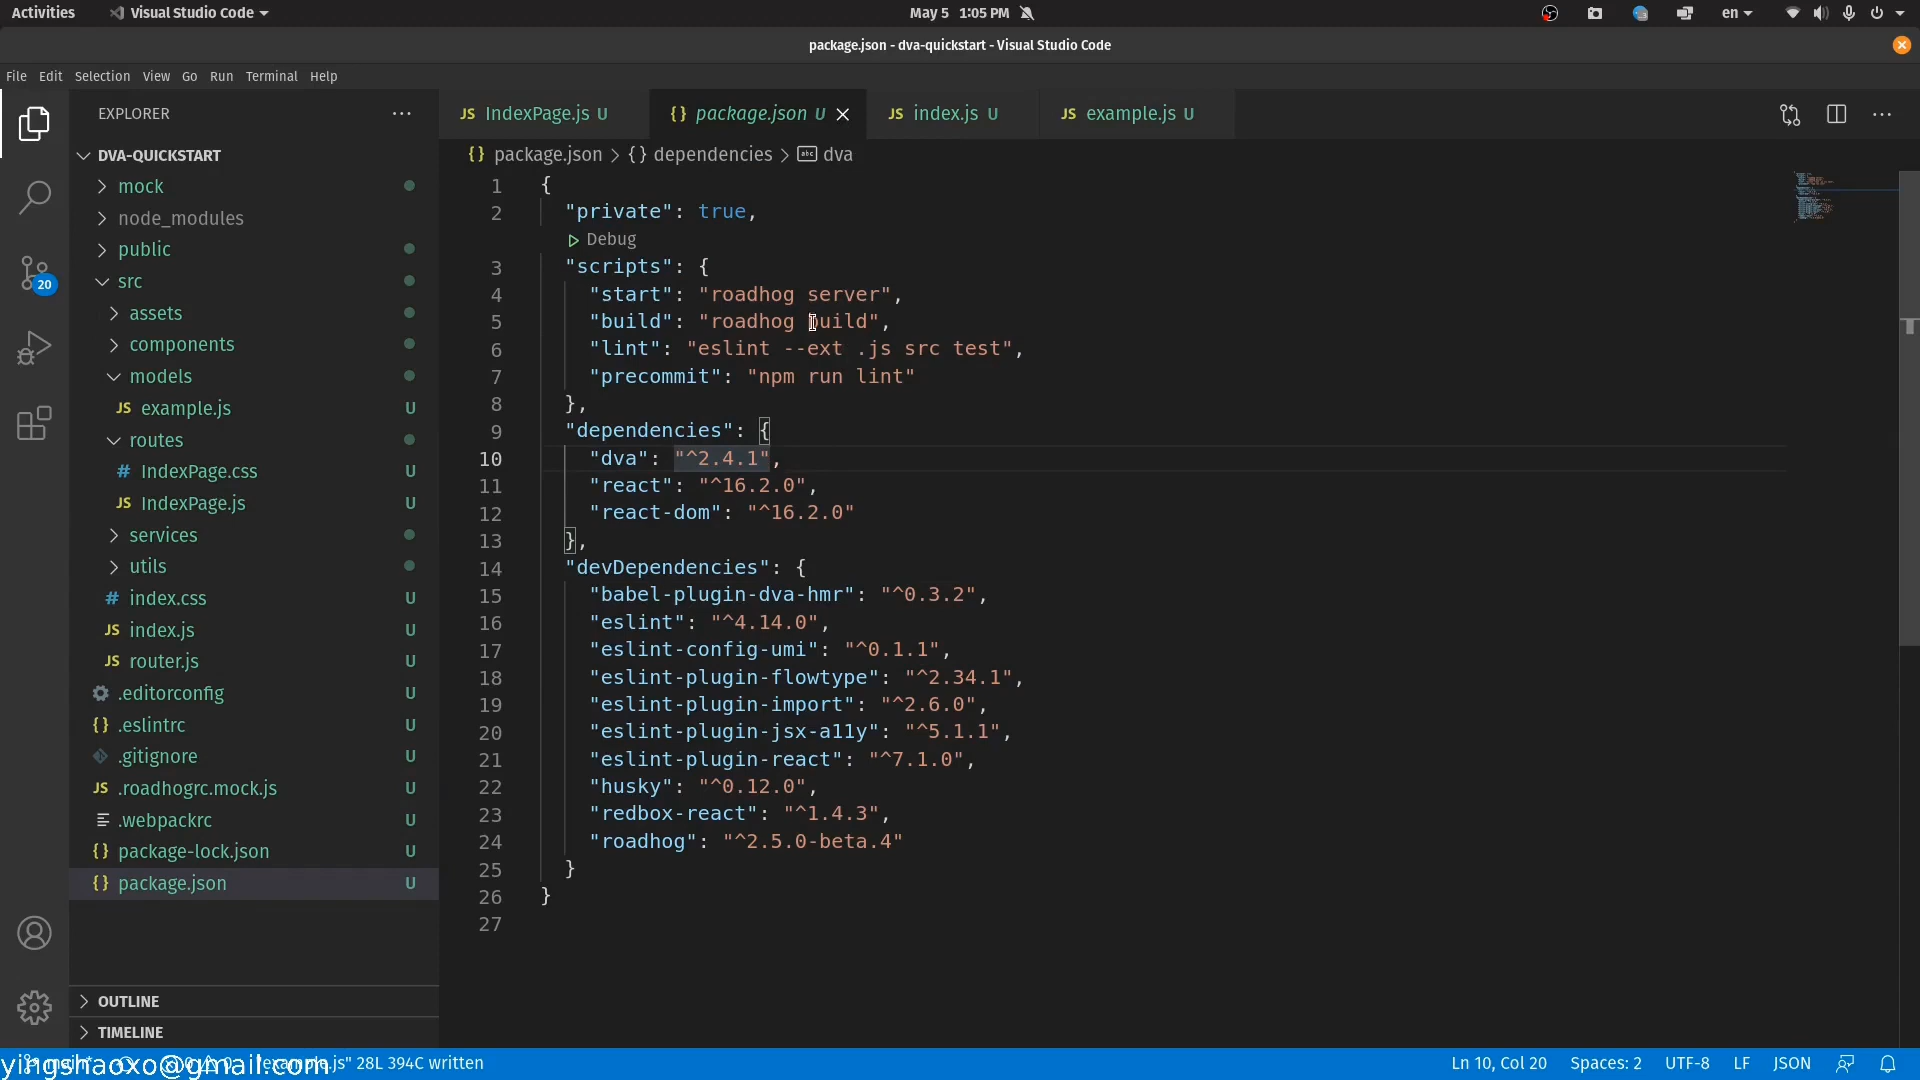 Activities
Visual Studio Code
May 5 1:05 PM
en
package.json - dva-quickstart - Visual Studio Code
File Edit Selection View Go Run Terminal Help
EXPLORER
JS IndexPage.js U
{} package.json U
JS index.js U
JS example.js U
DVA-QUICKSTART
mock
node_modules
public
src
assets
components
models
JS example.js U
routes
# IndexPage.css U
JS IndexPage.js U
services
utils
# index.css U
JS index.js U
JS router.js U
.editorconfig U
{} .eslintrc U
.gitignore U
JS .roadhogrc.mock.js U
.webpackrc U
{} package-lock.json U
{} package.json U
OUTLINE
TIMELINE
20
{} package.json > {} dependencies > abc dva
1 {
2 "private": true,
Debug
3 "scripts": {
4 "start": "roadhog server",
5 "build": "roadhog build",
6 "lint": "eslint --ext .js src test",
7 "precommit": "npm run lint"
8 },
9 "dependencies": {
10 "dva": "^2.4.1",
11 "react": "^16.2.0",
12 "react-dom": "^16.2.0"
13 },
14 "devDependencies": {
15 "babel-plugin-dva-hmr": "^0.3.2",
16 "eslint": "^4.14.0",
17 "eslint-config-umi": "^0.1.1",
18 "eslint-plugin-flowtype": "^2.34.1",
19 "eslint-plugin-import": "^2.6.0",
20 "eslint-plugin-jsx-a11y": "^5.1.1",
21 "eslint-plugin-react": "^7.1.0",
22 "husky": "^0.12.0",
23 "redbox-react": "^1.4.3",
24 "roadhog": "^2.5.0-beta.4"
25 }
26 }
27
yingshaoxo@gmail.com
"example.js" 28L 394C written
Ln 10, Col 20 Spaces: 2 UTF-8 LF JSON